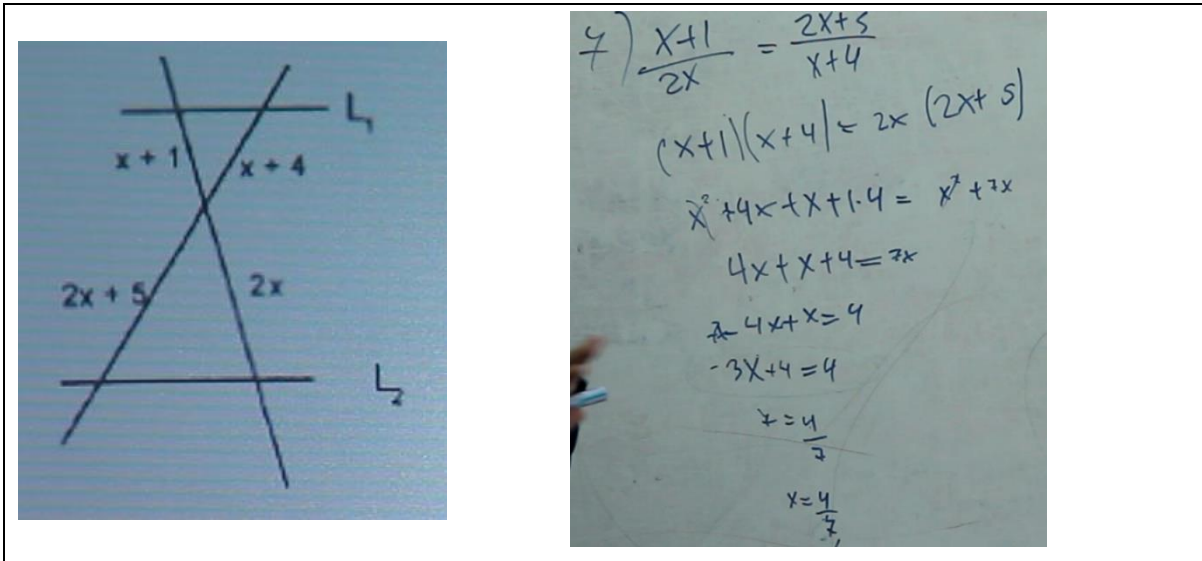 L₁
x + 1
x + 4
2x + 5
2x
L₂
7) (x+1)/(2x) = (2x+5)/(x+4)
(x+1)(x+4) = 2x (2x+5)
x² +4x+x+1·4 = x² +7x
4x+x+4=7x
4x+x=4
-3x+4=4
7=4/7
x=4/7